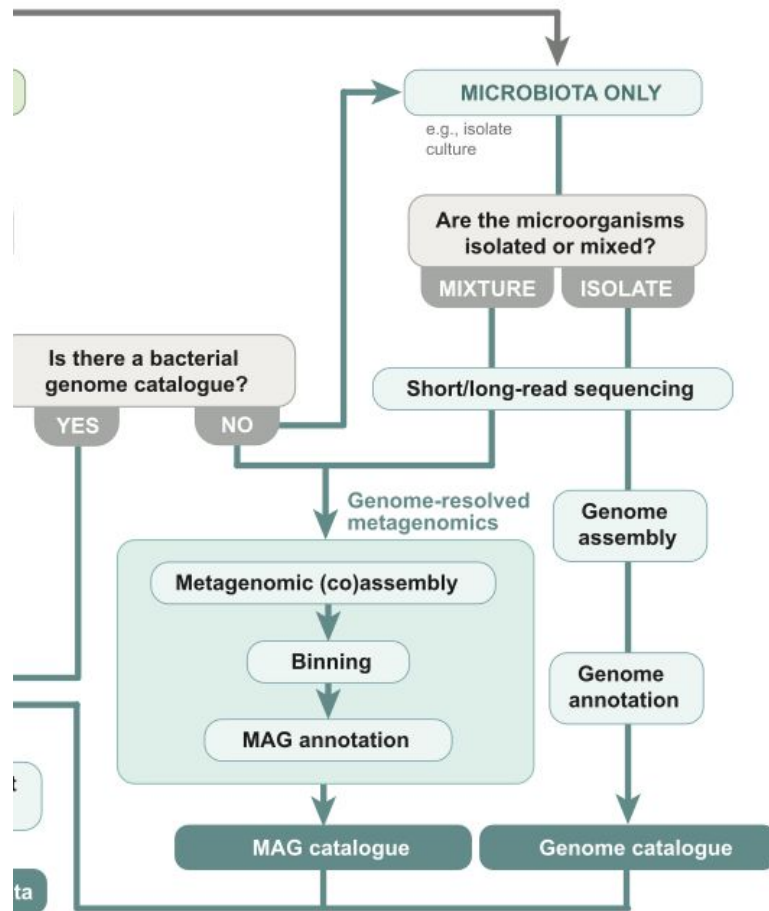 MICROBIOTA ONLY
e.g., isolate
culture
Are the microorganisms
isolated or mixed?
MIXTURE
ISOLATE
Is there a bacterial
genome catalogue?
YES
NO
Short/long-read sequencing
Genome-resolved
metagenomics
Metagenomic (co)assembly
Binning
MAG annotation
Genome
assembly
Genome
annotation
t
MAG catalogue
Genome catalogue
ta